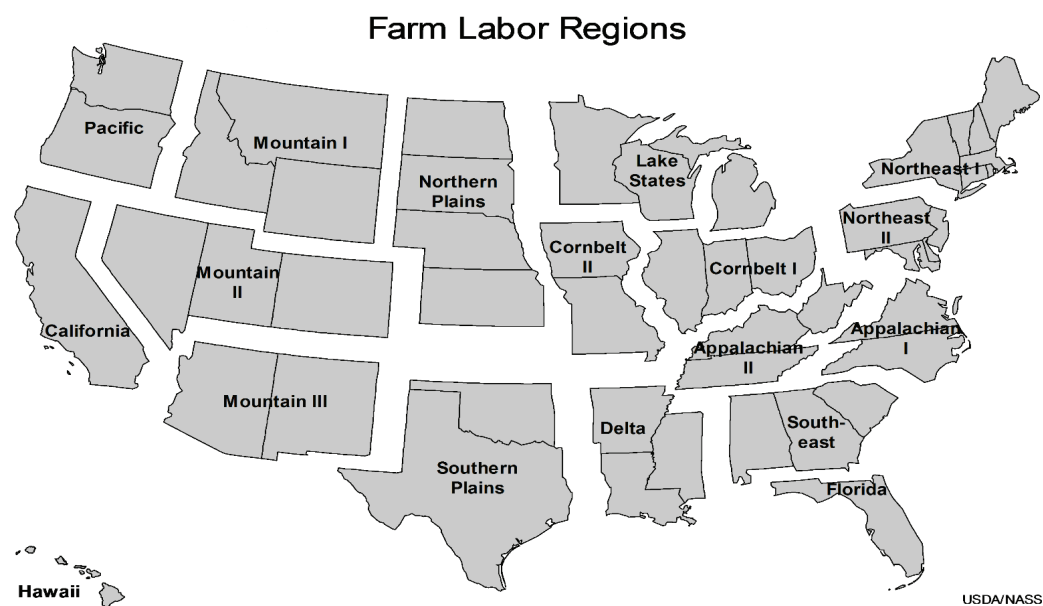 Farm Labor Regions
Pacific
Mountain I
Northern
Plains
Lake
States
Northeast I
Northeast
II
Cornbelt
II
Cornbelt I
Mountain
II
California
Appalachian
I
Appalachian
II
Mountain III
Delta
South-
east
Southern
Plains
Florida
Hawaii
USDA/NASS